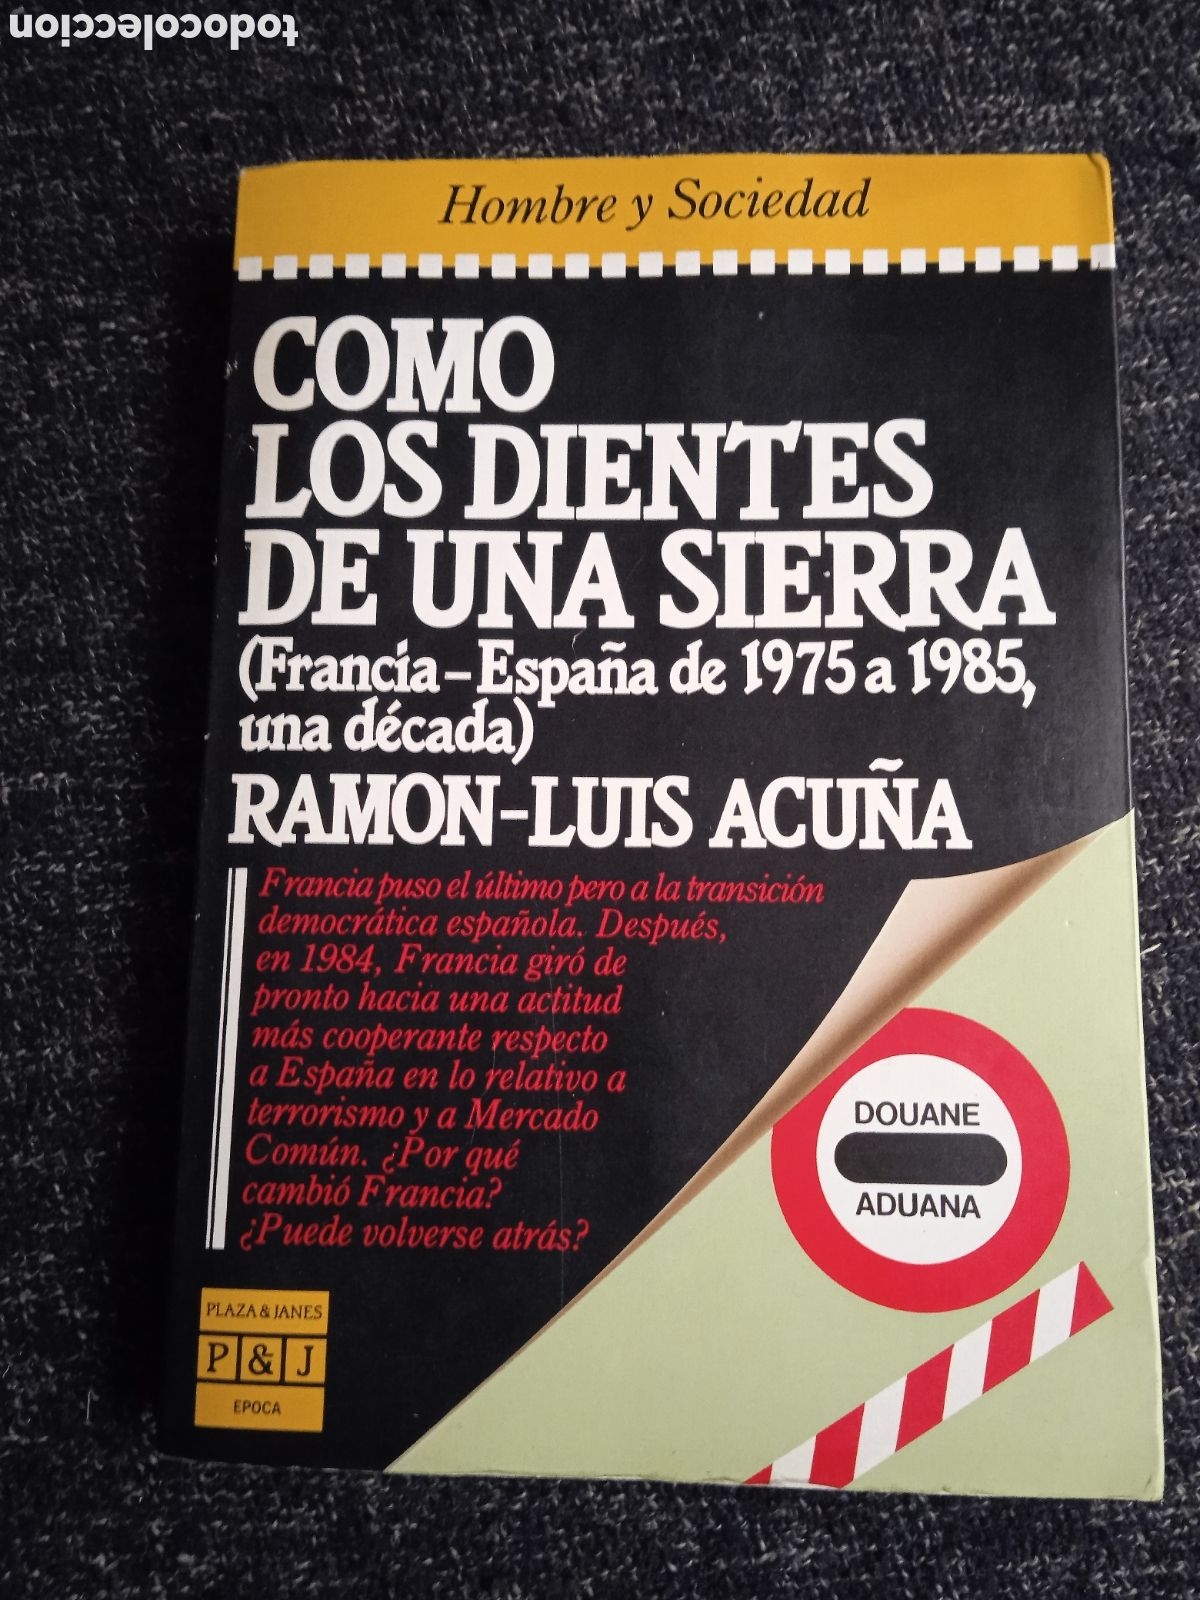 todocoleccion
Hombre y Sociedad
COMO
LOS DIENTES
DE UNA SIERRA
(Francia-España de 1975 a 1985,
una década)
RAMON-LUIS ACUÑA
Francia puso el último pero a la transición
democrática española. Después,
en 1984, Francia giró de
pronto hacia una actitud
más cooperante respecto
a España en lo relativo a
terrorismo y a Mercado
Común. ¿Por qué
cambió Francia?
¿Puede volverse atrás?
DOUANE
ADUANA
PLAZA & JANES
P & J
EPOCA